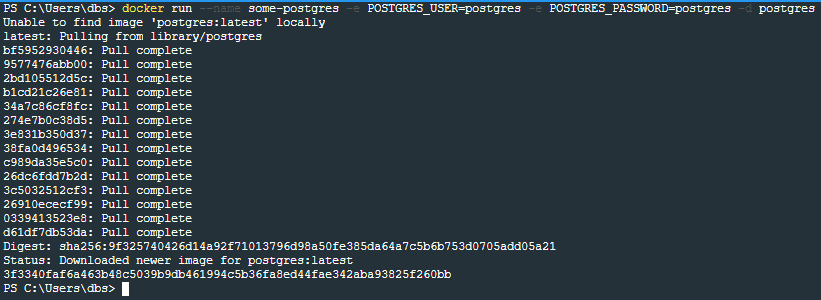 PS C:\Users\dbs> docker run --name some-postgres -e POSTGRES_USER=postgres -e POSTGRES_PASSWORD=postgres -d postgres
Unable to find image 'postgres:latest' locally
latest: Pulling from library/postgres
bf5952930446: Pull complete
9577476abb00: Pull complete
2bd105512d5c: Pull complete
b1cd21c26e81: Pull complete
34a7c86cf8fc: Pull complete
274e7b0c38d5: Pull complete
3e831b350d37: Pull complete
38fa0d496534: Pull complete
c989da35e5c0: Pull complete
26dc6fdd7b2d: Pull complete
3c5032512cf3: Pull complete
26910ececf99: Pull complete
0339413523e8: Pull complete
d61df7db53da: Pull complete
Digest: sha256:9f325740426d14a92f71013796d98a50fe385da64a7c5b6b753d0705add05a21
Status: Downloaded newer image for postgres:latest
3f3340faf6a463b48c5039b9db461994c5b36fa8ed44fae342aba93825f260bb
PS C:\Users\dbs>